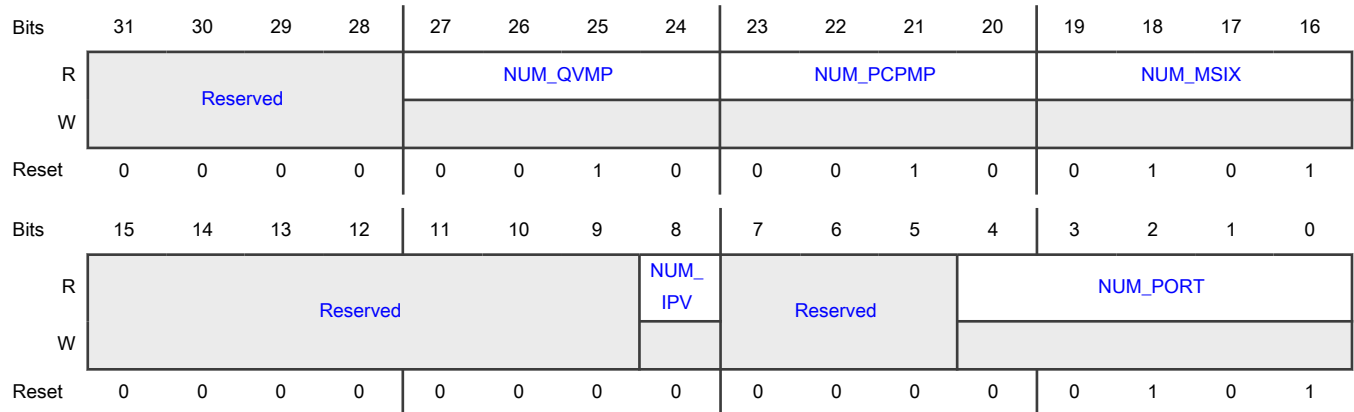 Bits 31 30 29 28 27 26 25 24 23 22 21 20 19 18 17 16
R Reserved NUM_QVMP NUM_PCPMP NUM_MSIX
W
Reset 0 0 0 0 0 0 1 0 0 0 1 0 0 1 0 1
Bits 15 14 13 12 11 10 9 8 7 6 5 4 3 2 1 0
R Reserved NUM_ Reserved NUM_PORT
IPV
W
Reset 0 0 0 0 0 0 0 0 0 0 0 0 0 1 0 1